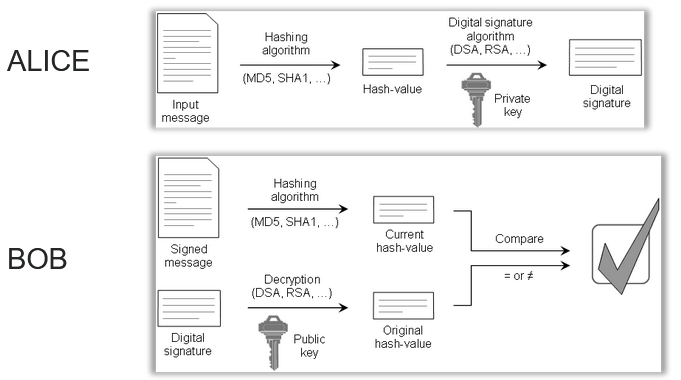 ALICE
Input
message
Hashing
algorithm
(MD5, SHA1, ...)
Hash-value
Digital signature
algorithm
(DSA, RSA, ...)
Private
key
Digital
signature
BOB
Signed
message
Hashing
algorithm
(MD5, SHA1, ...)
Current
hash-value
Digital
signature
Decryption
(DSA, RSA, ...)
Public
key
Original
hash-value
Compare
= or ≠